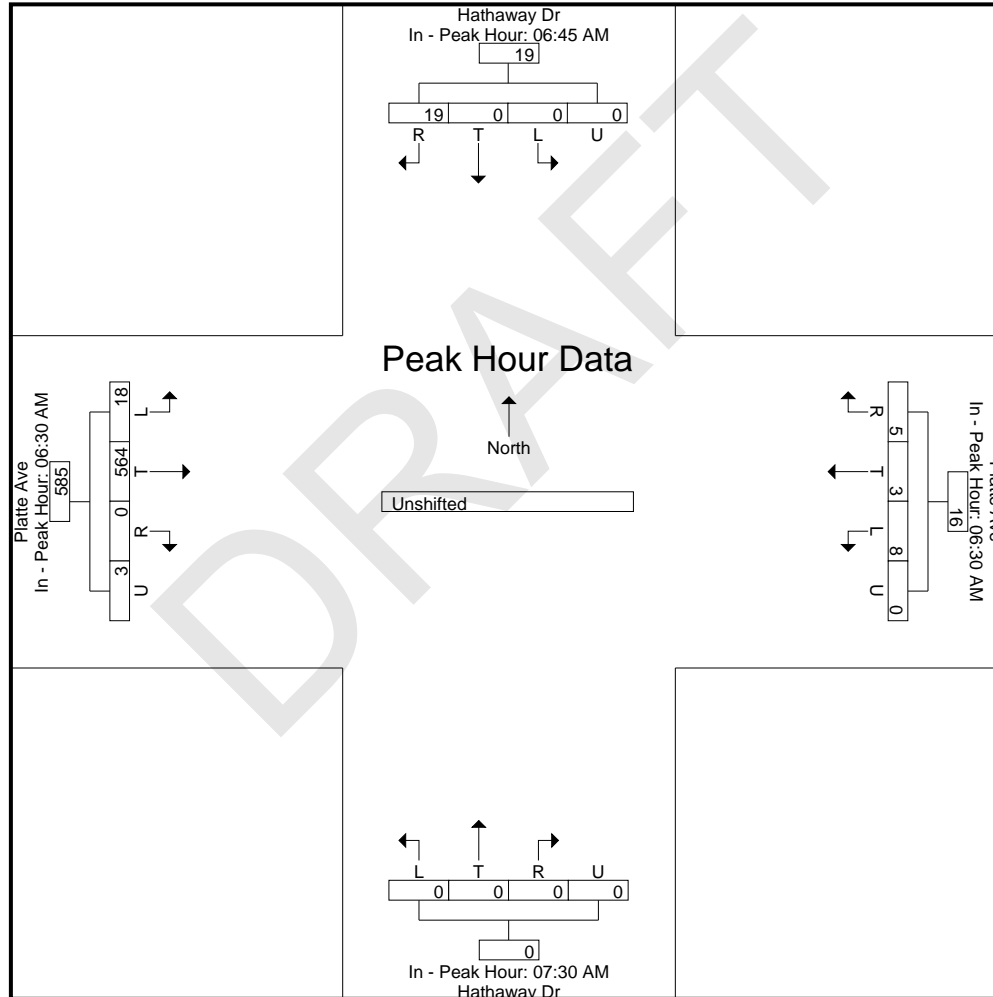 Hathaway Dr
In - Peak Hour: 06:45 AM
19
19 0 0 0
R T L U
Peak Hour Data
North
Unshifted
Platte Ave
In - Peak Hour: 06:30 AM
585
18 564 0 3
L T R U
R T L U
5 3 8 0
16
In - Peak Hour: 06:30 AM
L T R U
0 0 0 0
0
In - Peak Hour: 07:30 AM
Hathaway Dr
DRAFT